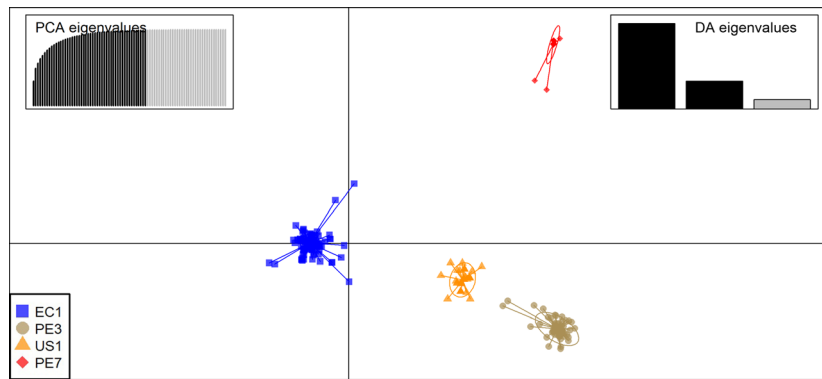 PCA eigenvalues
DA eigenvalues
EC1
PE3
US1
PE7